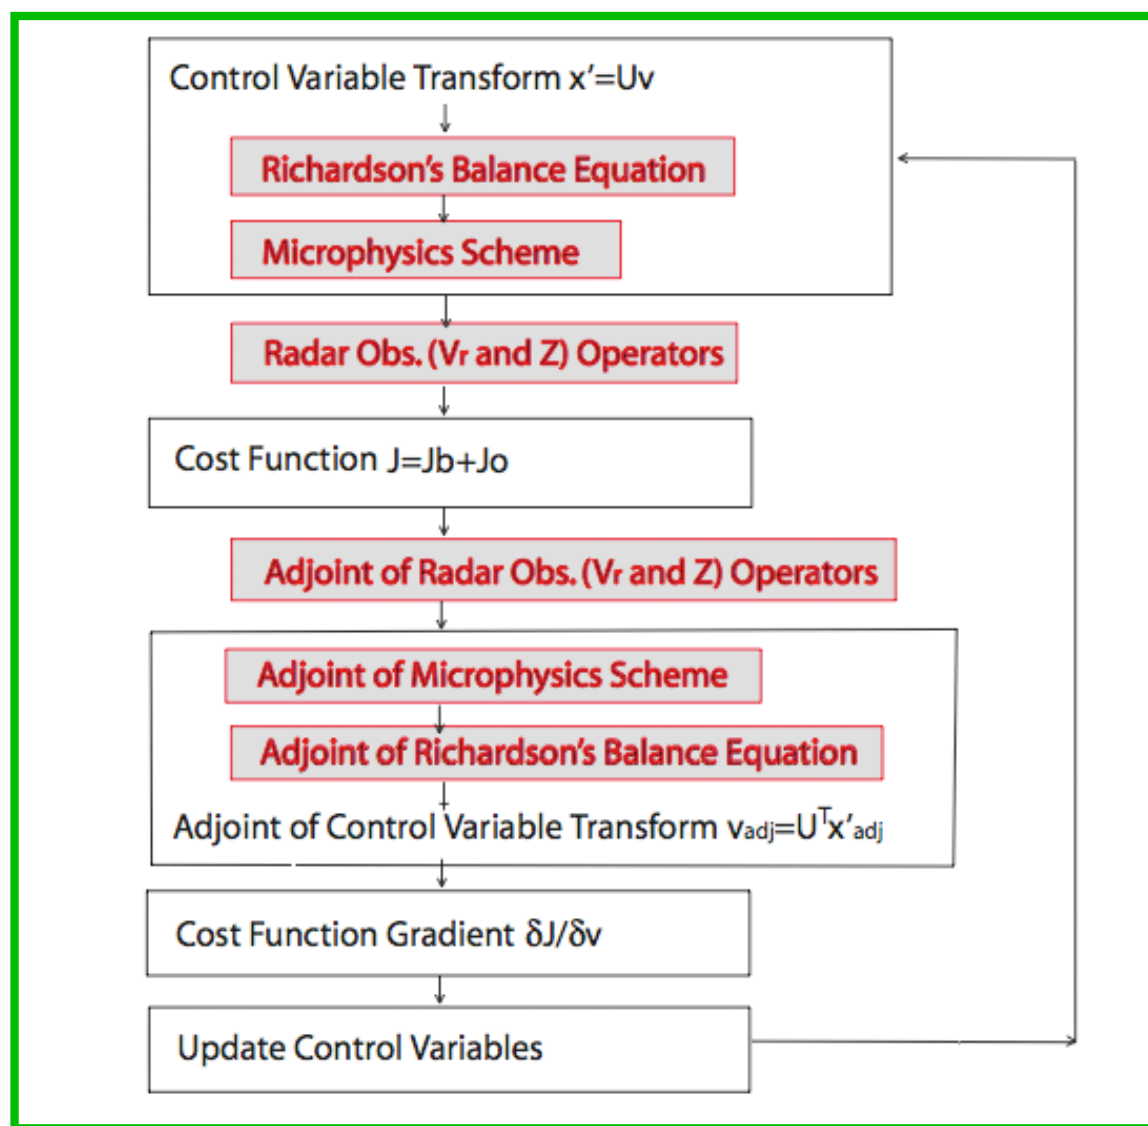 Control Variable Transform x′=Uv
Richardson's Balance Equation
Microphysics Scheme
Radar Obs. (Vr and Z) Operators
Cost Function J=Jb+Jo
Adjoint of Radar Obs. (Vr and Z) Operators
Adjoint of Microphysics Scheme
Adjoint of Richardson's Balance Equation
Adjoint of Control Variable Transform vadj=UTx′adj
Cost Function Gradient δJ/δv
Update Control Variables